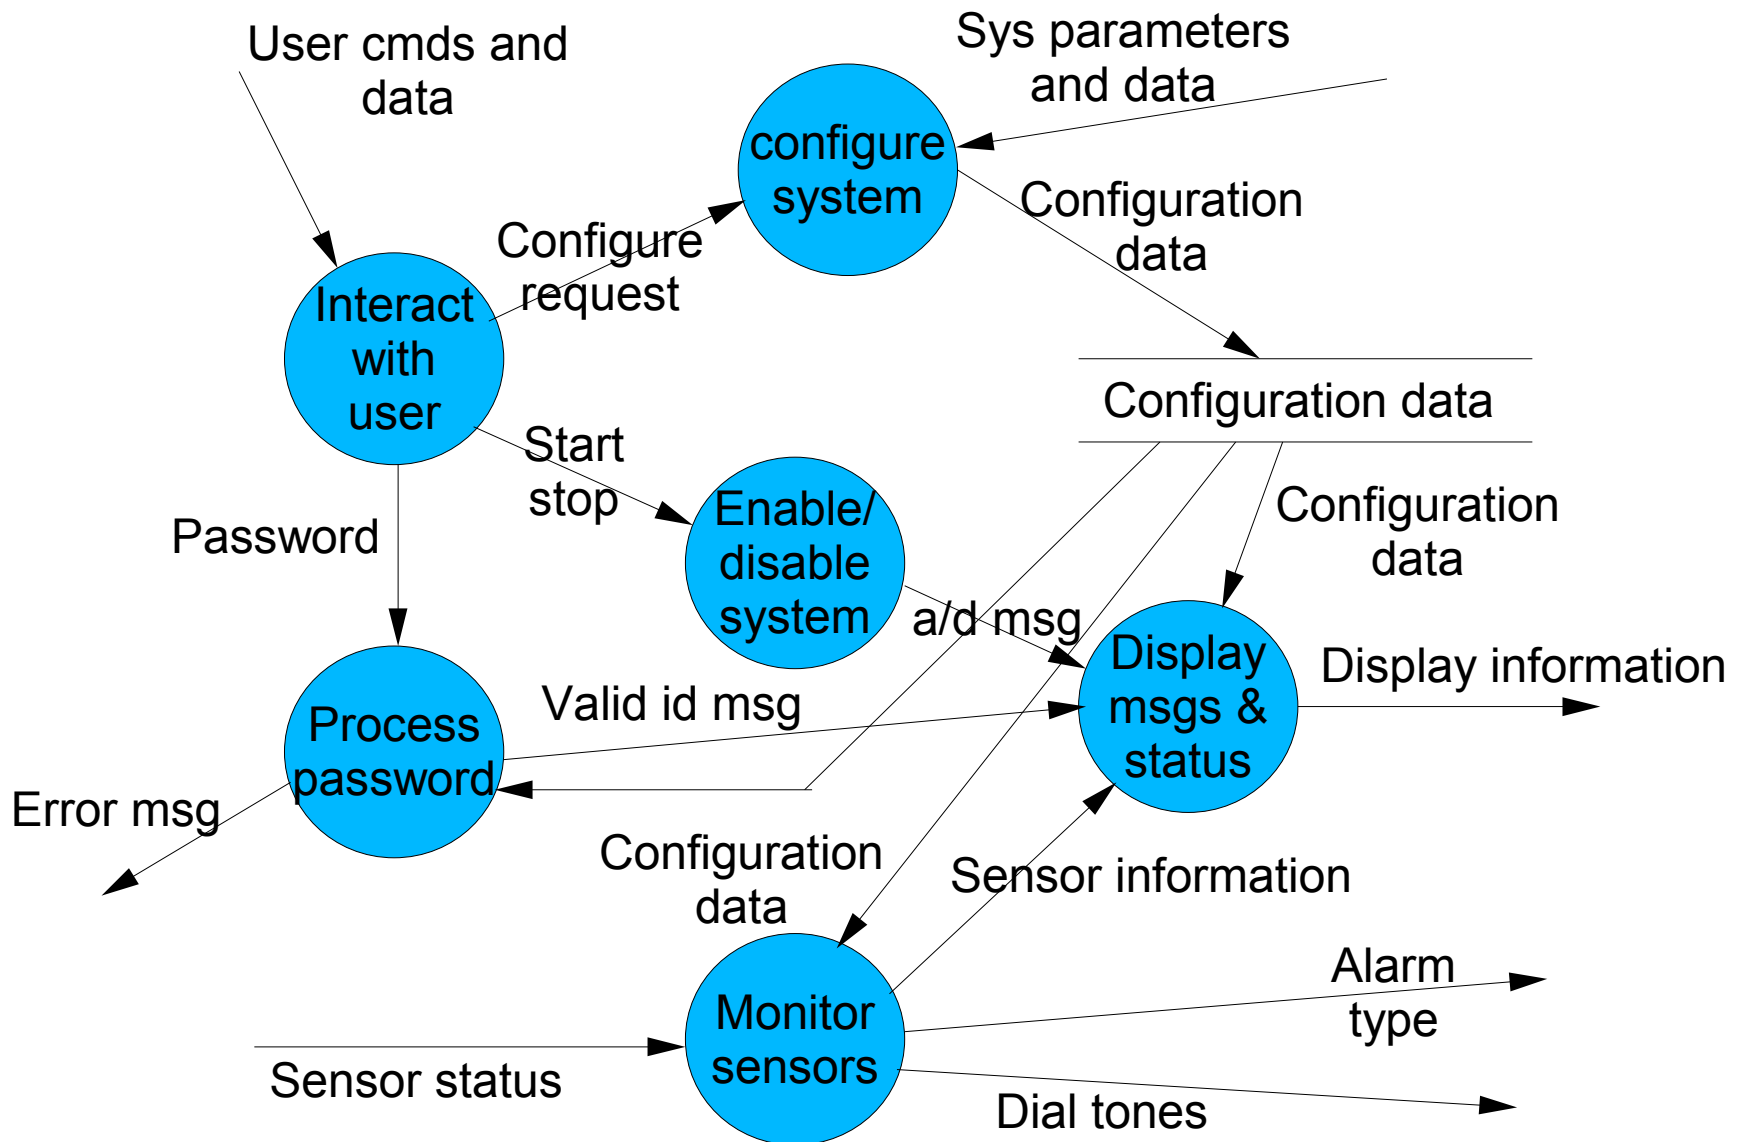 User cmds and
data
Sys parameters
and data
configure
system
Configuration
data
Configure
request
Interact
with
user
Configuration data
Start
stop
Enable/
disable
system
Configuration
data
Password
a/d msg
Display
msgs &
status
Display information
Valid id msg
Process
password
Error msg
Configuration
data
Sensor information
Alarm
type
Monitor
sensors
Sensor status
Dial tones